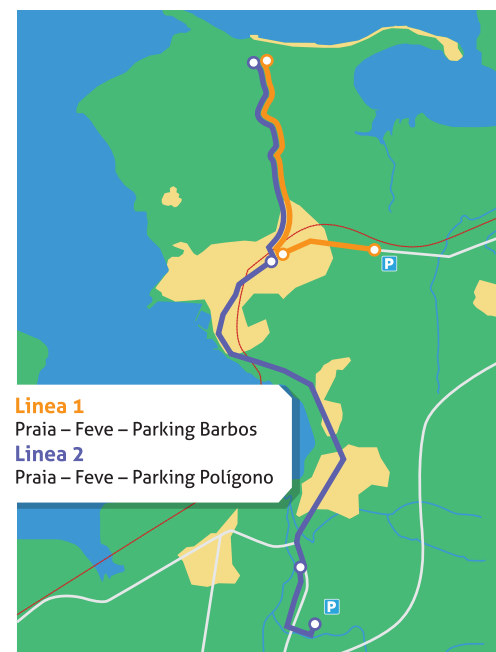 P
Linea 1
Praia – Feve – Parking Barbos
Linea 2
Praia – Feve – Parking Polígono
P